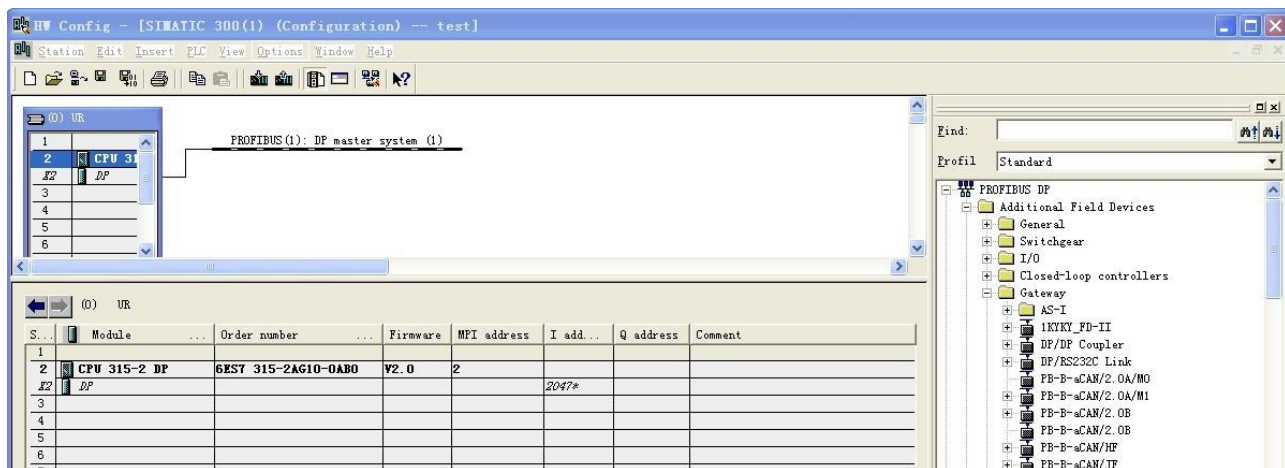 HW Config - [SIMATIC 300(1) (Configuration) -- test]
Station Edit Insert PLC View Options Window Help
(0) UR
1
2 CPU 31
X2 DP
3
4
5
6
PROFIBUS(1): DP master system (1)
(0) UR
S... Module ... Order number ... Firmware MPI address I add... Q address Comment
1
2 CPU 315-2 DP 6ES7 315-2AG10-0AB0 V2.0 2
X2 DP 2047*
3
4
5
6
Find:
Profil Standard
PROFIBUS DP
Additional Field Devices
General
Switchgear
I/O
Closed-loop controllers
Gateway
AS-I
1KYKY_FD-II
DP/DP Coupler
DP/RS232C Link
PB-B-aCAN/2.0A/M0
PB-B-aCAN/2.0A/M1
PB-B-aCAN/2.0B
PB-B-aCAN/2.0B
PB-B-aCAN/HF